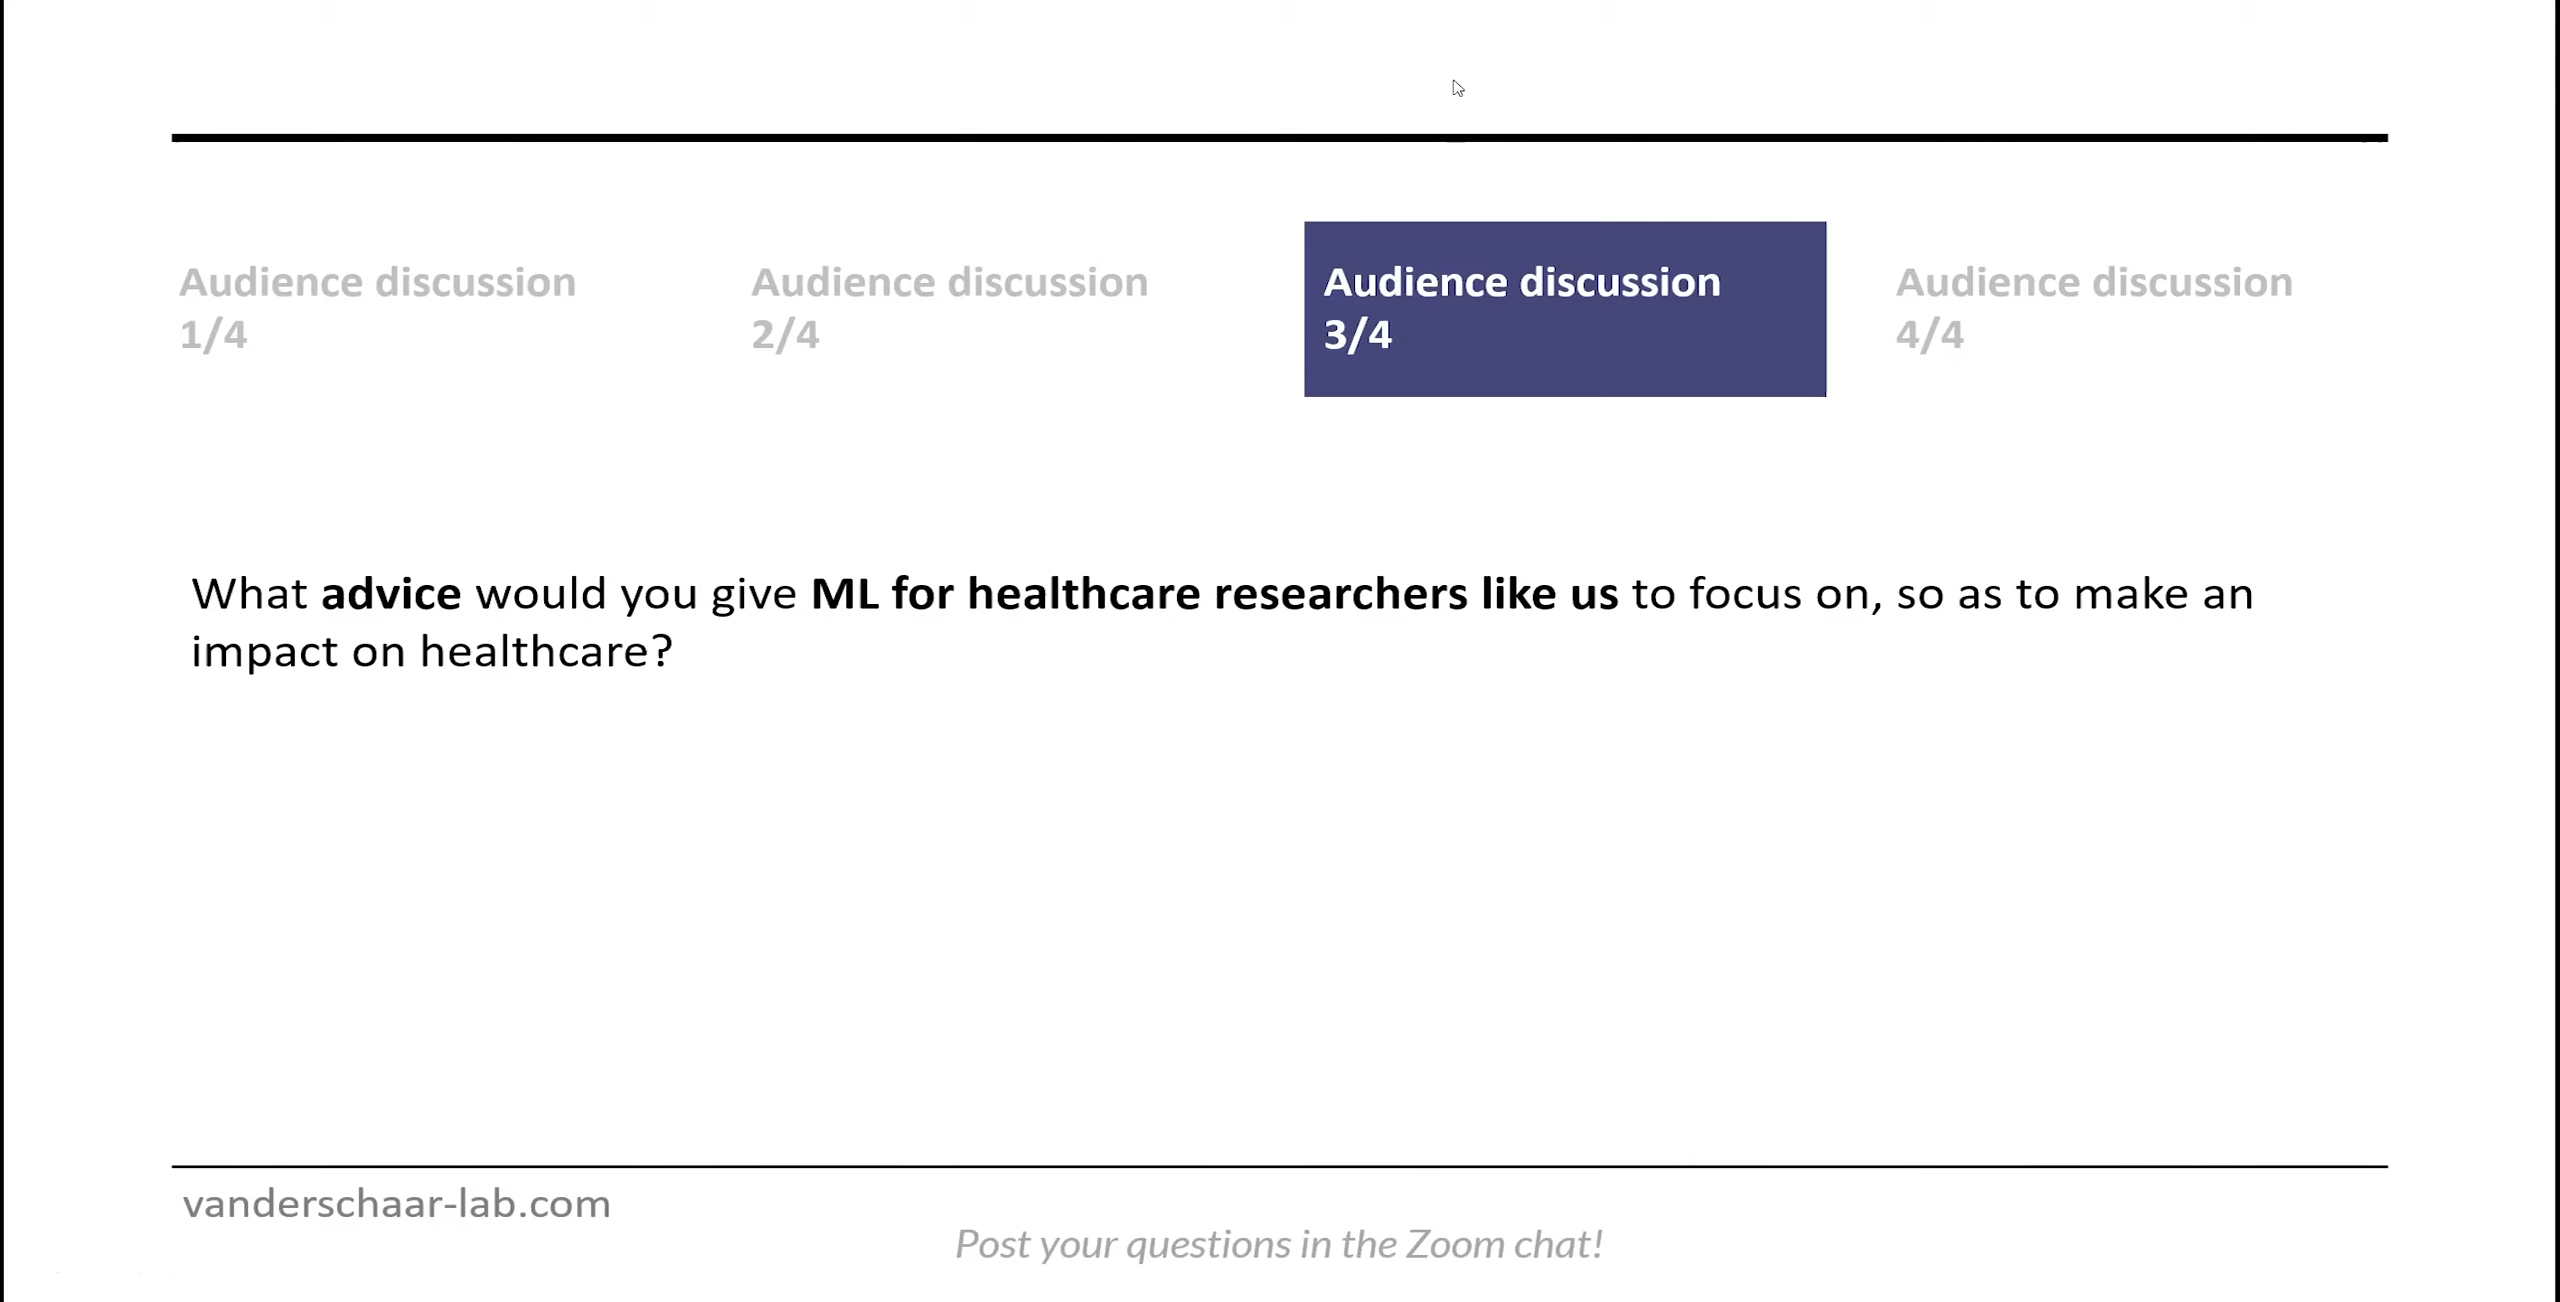 Audience discussion
1/4
Audience discussion
2/4
Audience discussion
3/4
Audience discussion
4/4
What advice would you give ML for healthcare researchers like us to focus on, so as to make an
impact on healthcare?
vanderschaar-lab.com
Post your questions in the Zoom chat!